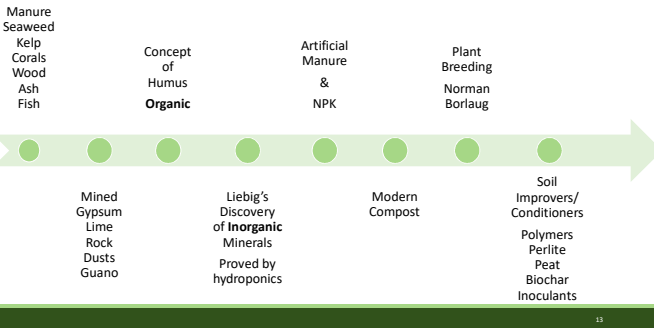 Manure
Seaweed
Kelp
Corals
Wood
Ash
Fish
Mined
Gypsum
Lime
Rock
Dusts
Guano
Concept
of
Humus
Organic
Liebig’s
Discovery
of Inorganic
Minerals
Proved by
hydroponics
Artificial
Manure
&
NPK
Modern
Compost
Plant
Breeding
Norman
Borlaug
Soil
Improvers/
Conditioners
Polymers
Perlite
Peat
Biochar
Inoculants
13